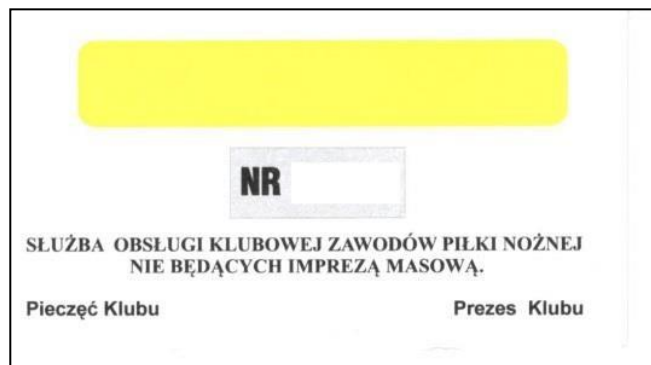 NR
SŁUŻBA OBSŁUGI KLUBOWEJ ZAWODÓW PIŁKI NOŻNEJ
NIE BĘDĄCYCH IMPREZĄ MASOWĄ.
Pieczęć Klubu Prezes Klubu